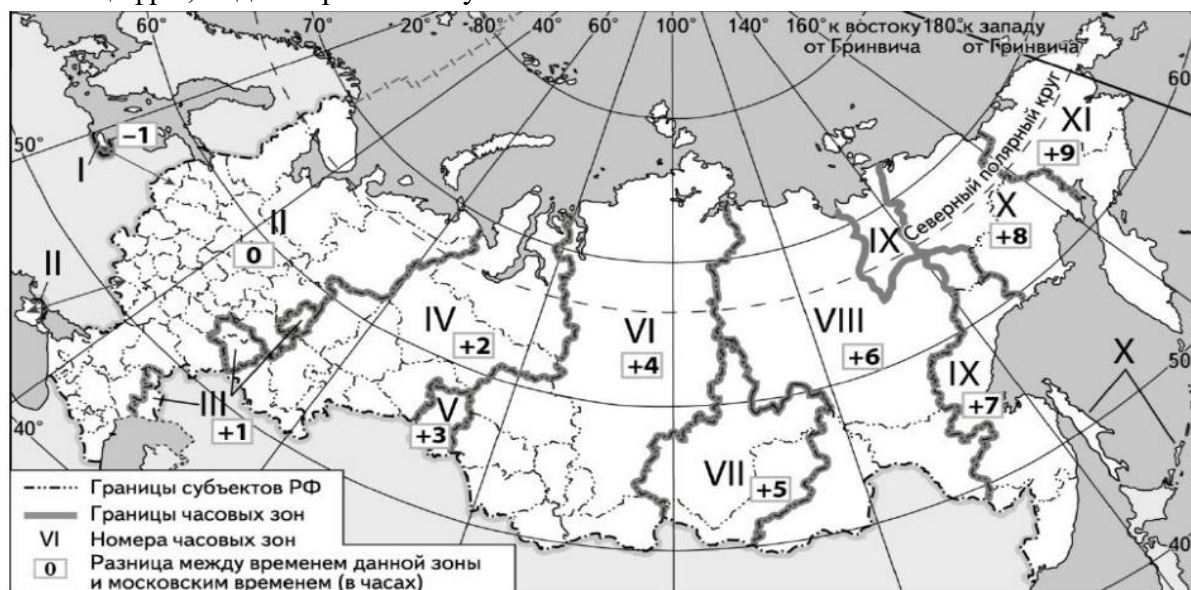 60° 70 20 40 60 80 100 120 140 160° к востоку 180° к западу
от Гринвича от Гринвича
60
50°
I
-1
XI
+9
Северный полярный круг
II
0
II
IX
X
+8
IV
+2
VI
+4
VIII
+6
X
50
IX
+7
III
+1
V
+3
VII
+5
40°
40
Границы субъектов РФ
Границы часовых зон
VI Номера часовых зон
0 Разница между временем данной зоны
и московским временем (в часах)